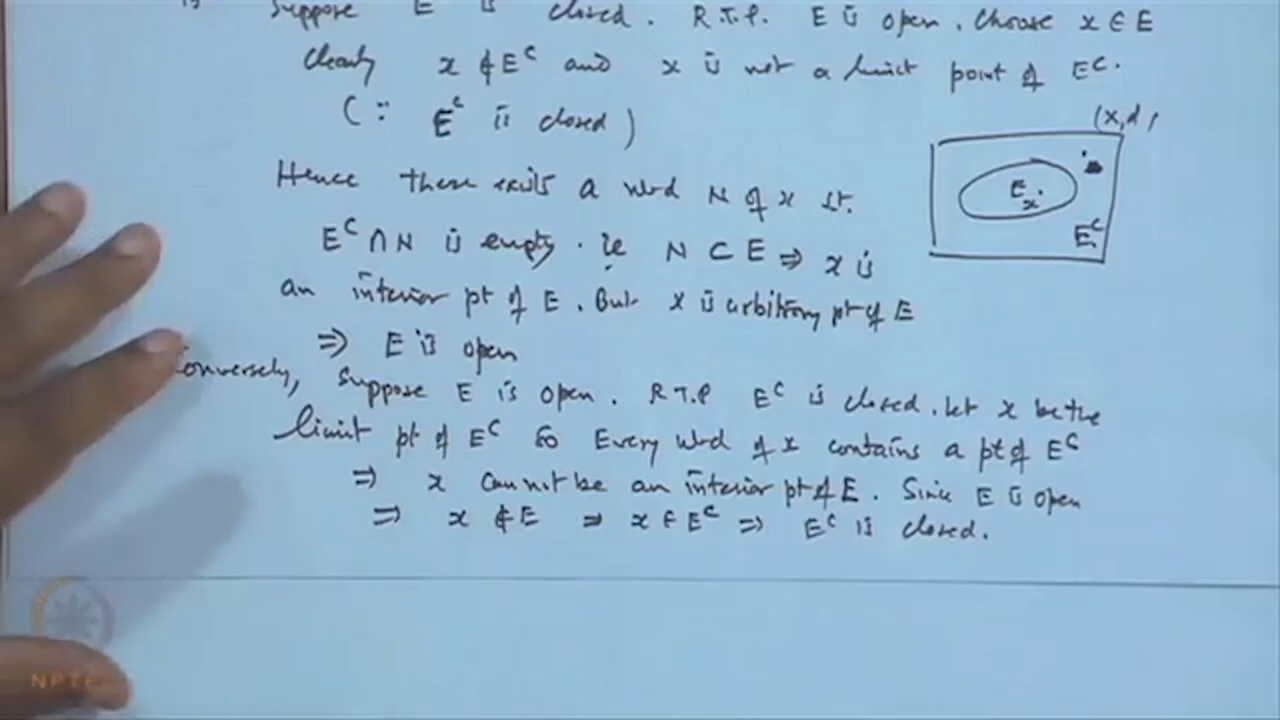 Suppose E is closed. R.T.P. E is open. Choose x ∈ E
Clearly x ∉ E^C and x is not a limit point of E^C.
(∵ E^C is closed)
(X, d)
Hence there exists a nbd N of x st.
E. x
E^C
E^C ∩ N is empty. ie N ⊂ E ⇒ x is
an interior pt of E. But x is arbitrary pt of E
⇒ E is open
Conversely, Suppose E is open. R.T.P E^C is closed. Let x be the
limit pt of E^C So Every nbd of x contains a pt of E^C
⇒ x cannot be an interior pt of E. Since E is open
⇒ x ∉ E ⇒ x ∈ E^C ⇒ E^C is closed.
NPTEL